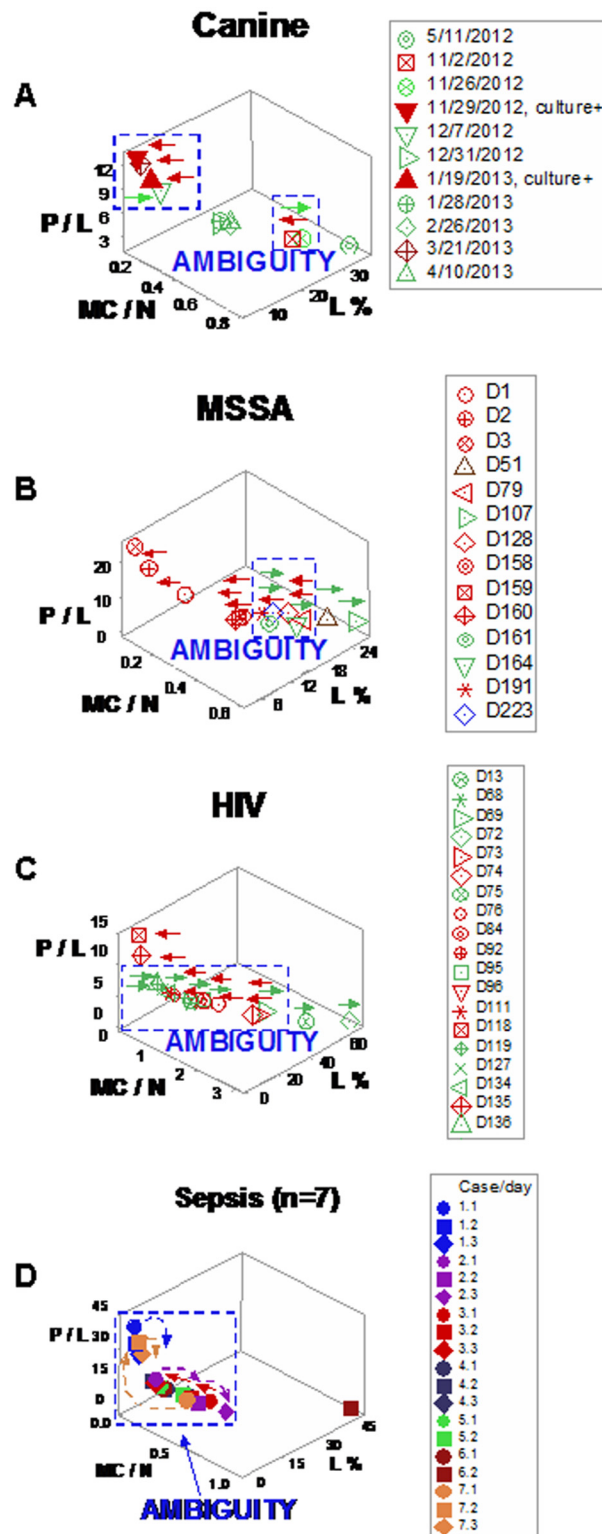 Canine
A
12
9
6
3
P / L
0.2
0.4
0.6
0.8
MC / N
10
20
30
L %
AMBIGUITY
5/11/2012
11/2/2012
11/26/2012
11/29/2012, culture+
12/7/2012
12/31/2012
1/19/2013, culture+
1/28/2013
2/26/2013
3/21/2013
4/10/2013
MSSA
B
20
10
0
P / L
0.2
0.4
0.6
MC / N
6
12
18
24
L %
AMBIGUITY
D1
D2
D3
D51
D79
D107
D128
D158
D159
D160
D161
D164
D191
D223
HIV
C
15
10
5
0
P / L
0
1
2
3
MC / N
0
20
40
60
L %
AMBIGUITY
D13
D68
D69
D72
D73
D74
D75
D76
D84
D92
D95
D96
D111
D118
D119
D127
D134
D135
D136
Sepsis (n=7)
D
45
30
15
0
P / L
0.0
0.5
1.0
MC / N
0
15
30
45
L %
AMBIGUITY
Case/day
1.1
1.2
1.3
2.1
2.2
2.3
3.1
3.2
3.3
4.1
4.2
4.3
5.1
5.2
6.1
6.2
7.1
7.2
7.3